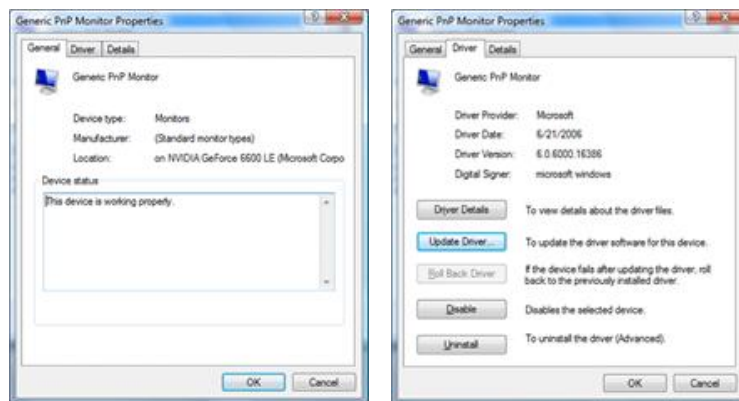 Generic PnP Monitor Properties
General
Driver
Details
Generic PnP Monitor
Device type: Monitors
Manufacturer: (Standard monitor types)
Location: on NVIDIA GeForce 6600 LE (Microsoft Corpo
Device status
This device is working properly.
OK
Cancel
Generic PnP Monitor Properties
General
Driver
Details
Generic PnP Monitor
Driver Provider: Microsoft
Driver Date: 6/21/2006
Driver Version: 6.0.6000.16386
Digital Signer: microsoft windows
Driver Details
To view details about the driver files.
Update Driver...
To update the driver software for this device.
Roll Back Driver
If the device fails after updating the driver, roll
back to the previously installed driver.
Disable
Disables the selected device.
Uninstall
To uninstall the driver (Advanced).
OK
Cancel